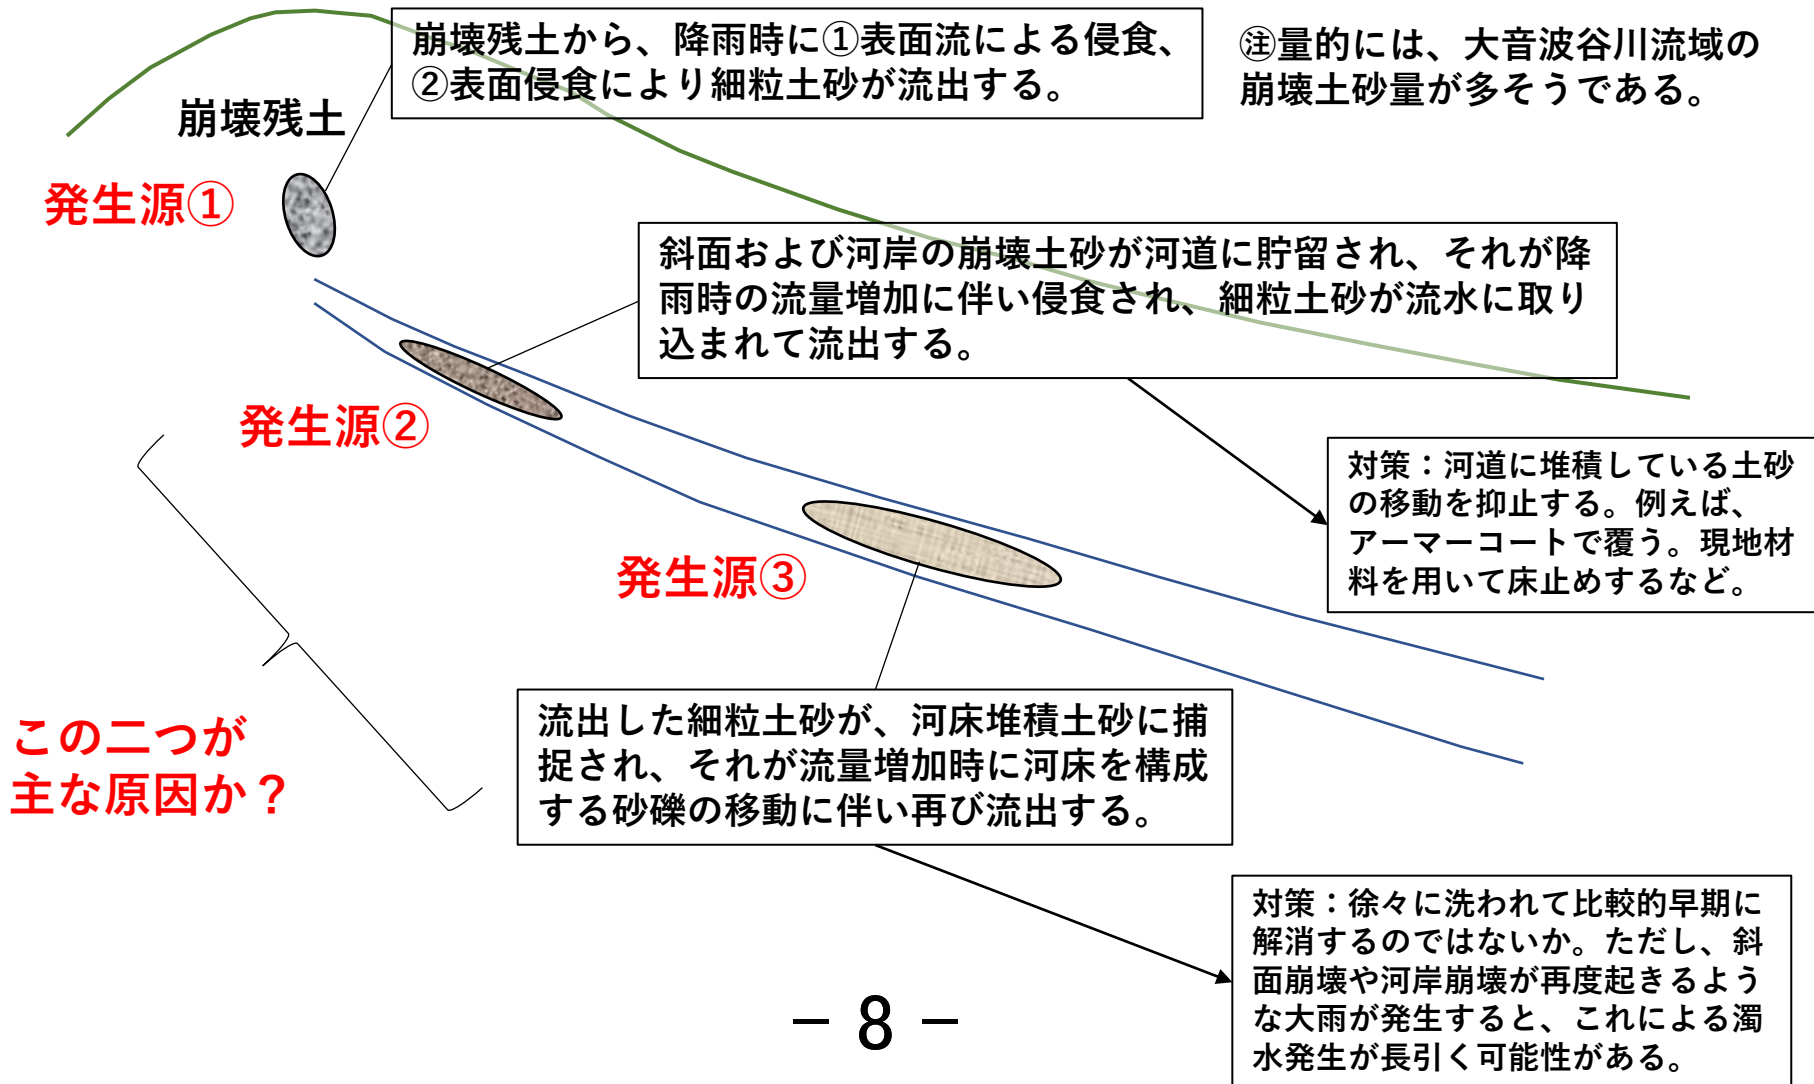 崩壊残土から、降雨時に①表面流による侵食、
②表面侵食により細粒土砂が流出する。
㊟量的には、大音波谷川流域の
崩壊土砂量が多そうである。
崩壊残土
発生源①
斜面および河岸の崩壊土砂が河道に貯留され、それが降
雨時の流量増加に伴い侵食され、細粒土砂が流水に取り
込まれて流出する。
発生源②
対策：河道に堆積している土砂
の移動を抑止する。例えば、
アーマーコートで覆う。現地材
料を用いて床止めするなど。
発生源③
この二つが
主な原因か？
流出した細粒土砂が、河床堆積土砂に捕
捉され、それが流量増加時に河床を構成
する砂礫の移動に伴い再び流出する。
対策：徐々に洗われて比較的早期に
解消するのではないか。ただし、斜
面崩壊や河岸崩壊が再度起きるよう
な大雨が発生すると、これによる濁
水発生が長引く可能性がある。
－８－